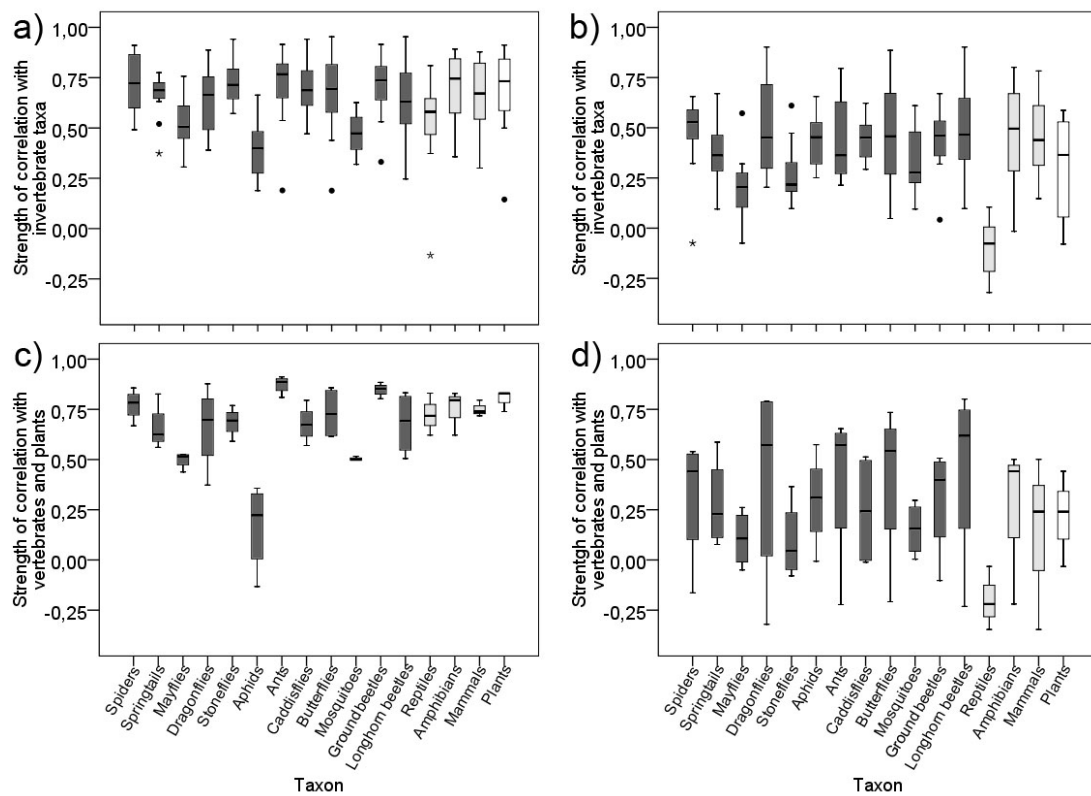 a)
Strength of correlation with
invertebrate taxa
1,00
0,75
0,50
0,25
0,00
-0,25
b)
Strength of correlation with
invertebrate taxa
1,00
0,75
0,50
0,25
0,00
-0,25
c)
Strength of correlation with
vertebrates and plants
1,00
0,75
0,50
0,25
0,00
-0,25
Spiders
Springtails
Mayflies
Dragonflies
Stoneflies
Aphids
Ants
Caddisflies
Butterflies
Mosquitoes
Ground beetles
Longhorn beetles
Reptiles
Amphibians
Mammals
Plants
Taxon
d)
Strentgh of correlation with
vertebrates and plants
1,00
0,75
0,50
0,25
0,00
-0,25
Spiders
Springtails
Mayflies
Dragonflies
Stoneflies
Aphids
Ants
Caddisflies
Butterflies
Mosquitoes
Ground beetles
Longhorn beetles
Reptiles
Amphibians
Mammals
Plants
Taxon